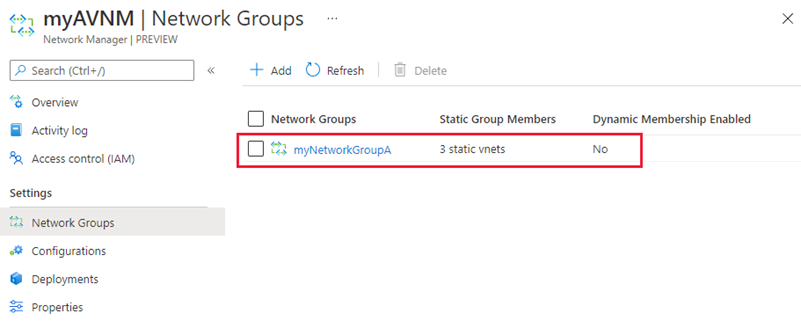 myAVNM | Network Groups ...
Network Manager | PREVIEW
Search (Ctrl+/)
«
Overview
Activity log
Access control (IAM)
Settings
Network Groups
Configurations
Deployments
Properties
Add Refresh Delete
Network Groups Static Group Members Dynamic Membership Enabled
myNetworkGroupA 3 static vnets No